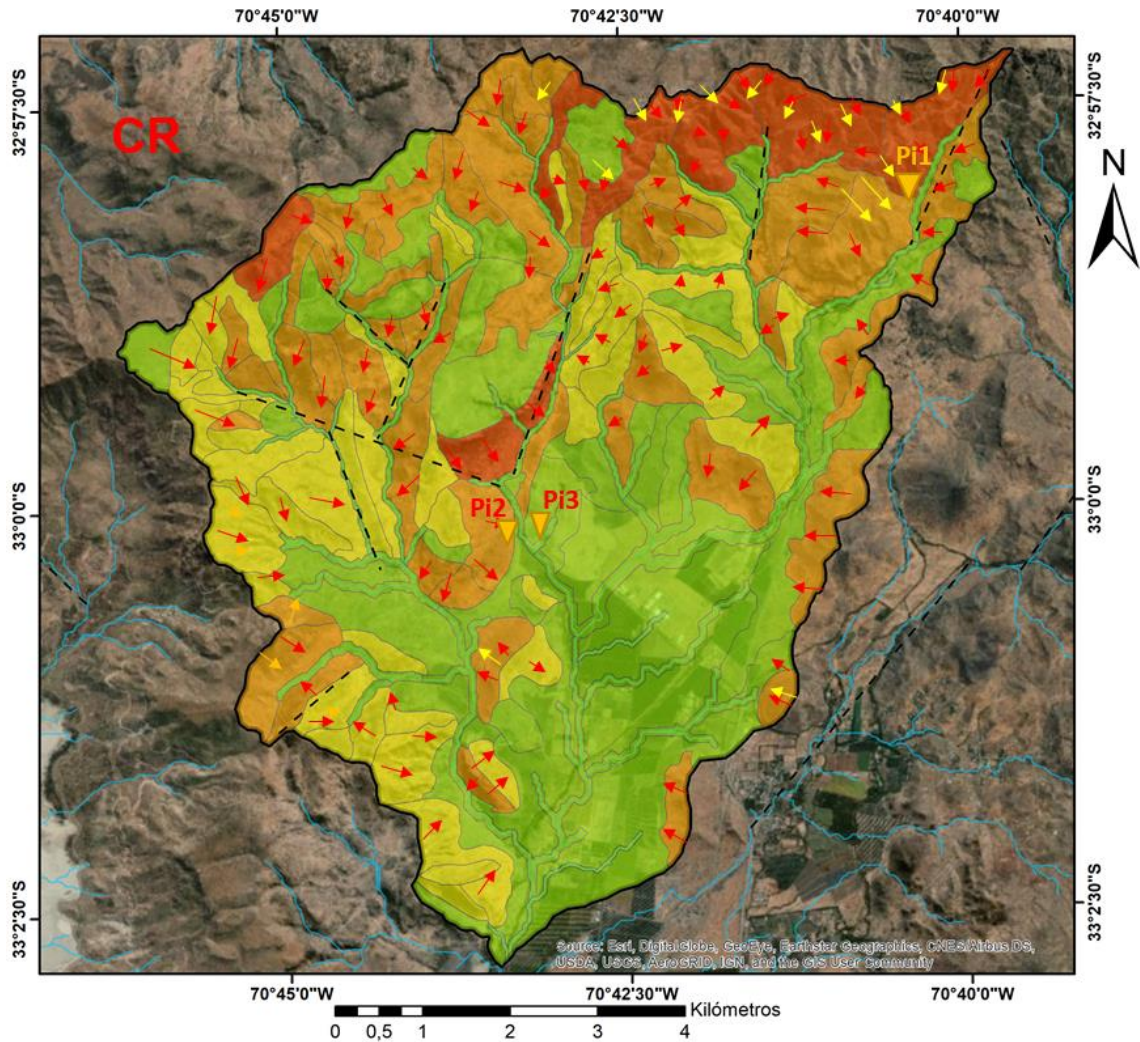 70°45'0"W 70°42'30"W 70°40'0"W
32°57'30"S
32°57'30"S
CR
N
Pi1
Pi2
Pi3
33°0'0"S
33°0'0"S
33°2'30"S
33°2'30"S
Source: Esri, DigitalGlobe, GeoEye, Earthstar Geographics, CNES/Airbus DS,
USDA, USGS, AeroGRID, IGN, and the GIS User Community
70°45'0"W 70°42'30"W 70°40'0"W
Kilómetros
0 0,5 1 2 3 4